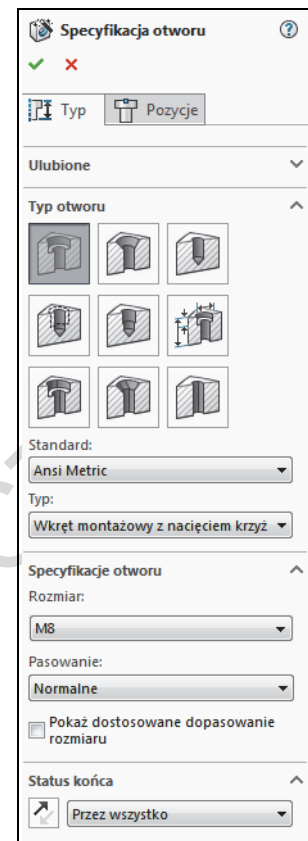 Specyfikacja otworu
Typ
Pozycje
Ulubione
Typ otworu
Standard:
Ansi Metric
Typ:
Wkręt montażowy z nacięciem krzyż
Specyfikacje otworu
Rozmiar:
M8
Pasowanie:
Normalne
Pokaż dostosowane dopasowanie
rozmiaru
Status końca
Przez wszystko